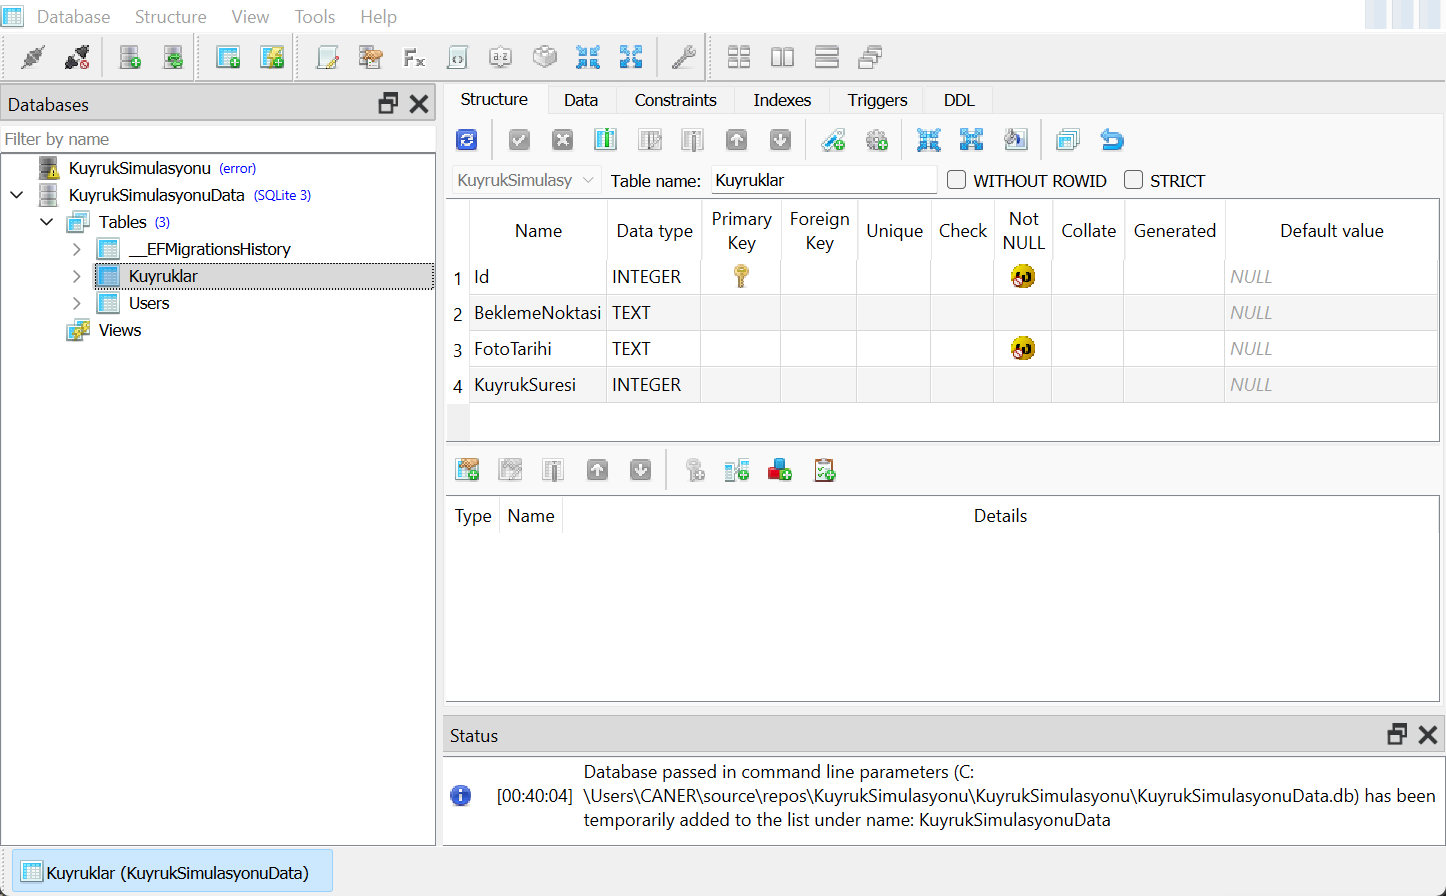 Database Structure View Tools Help
Databases
Filter by name
KuyrukSimulasyonu (error)
KuyrukSimulasyonuData (SQLite 3)
Tables (3)
__EFMigrationsHistory
Kuyruklar
Users
Views
Structure Data Constraints Indexes Triggers DDL
KuyrukSimulasy Table name: Kuyruklar WITHOUT ROWID STRICT
Name Data type Primary Key Foreign Key Unique Check Not NULL Collate Generated Default value
1 Id INTEGER NULL
2 BeklemeNoktasi TEXT NULL
3 FotoTarihi TEXT NULL
4 KuyrukSuresi INTEGER NULL
Type Name Details
Status
[00:40:04] Database passed in command line parameters (C:
\Users\CANER\source\repos\KuyrukSimulasyonu\KuyrukSimulasyonu\KuyrukSimulasyonuData.db) has been
temporarily added to the list under name: KuyrukSimulasyonuData
Kuyruklar (KuyrukSimulasyonuData)